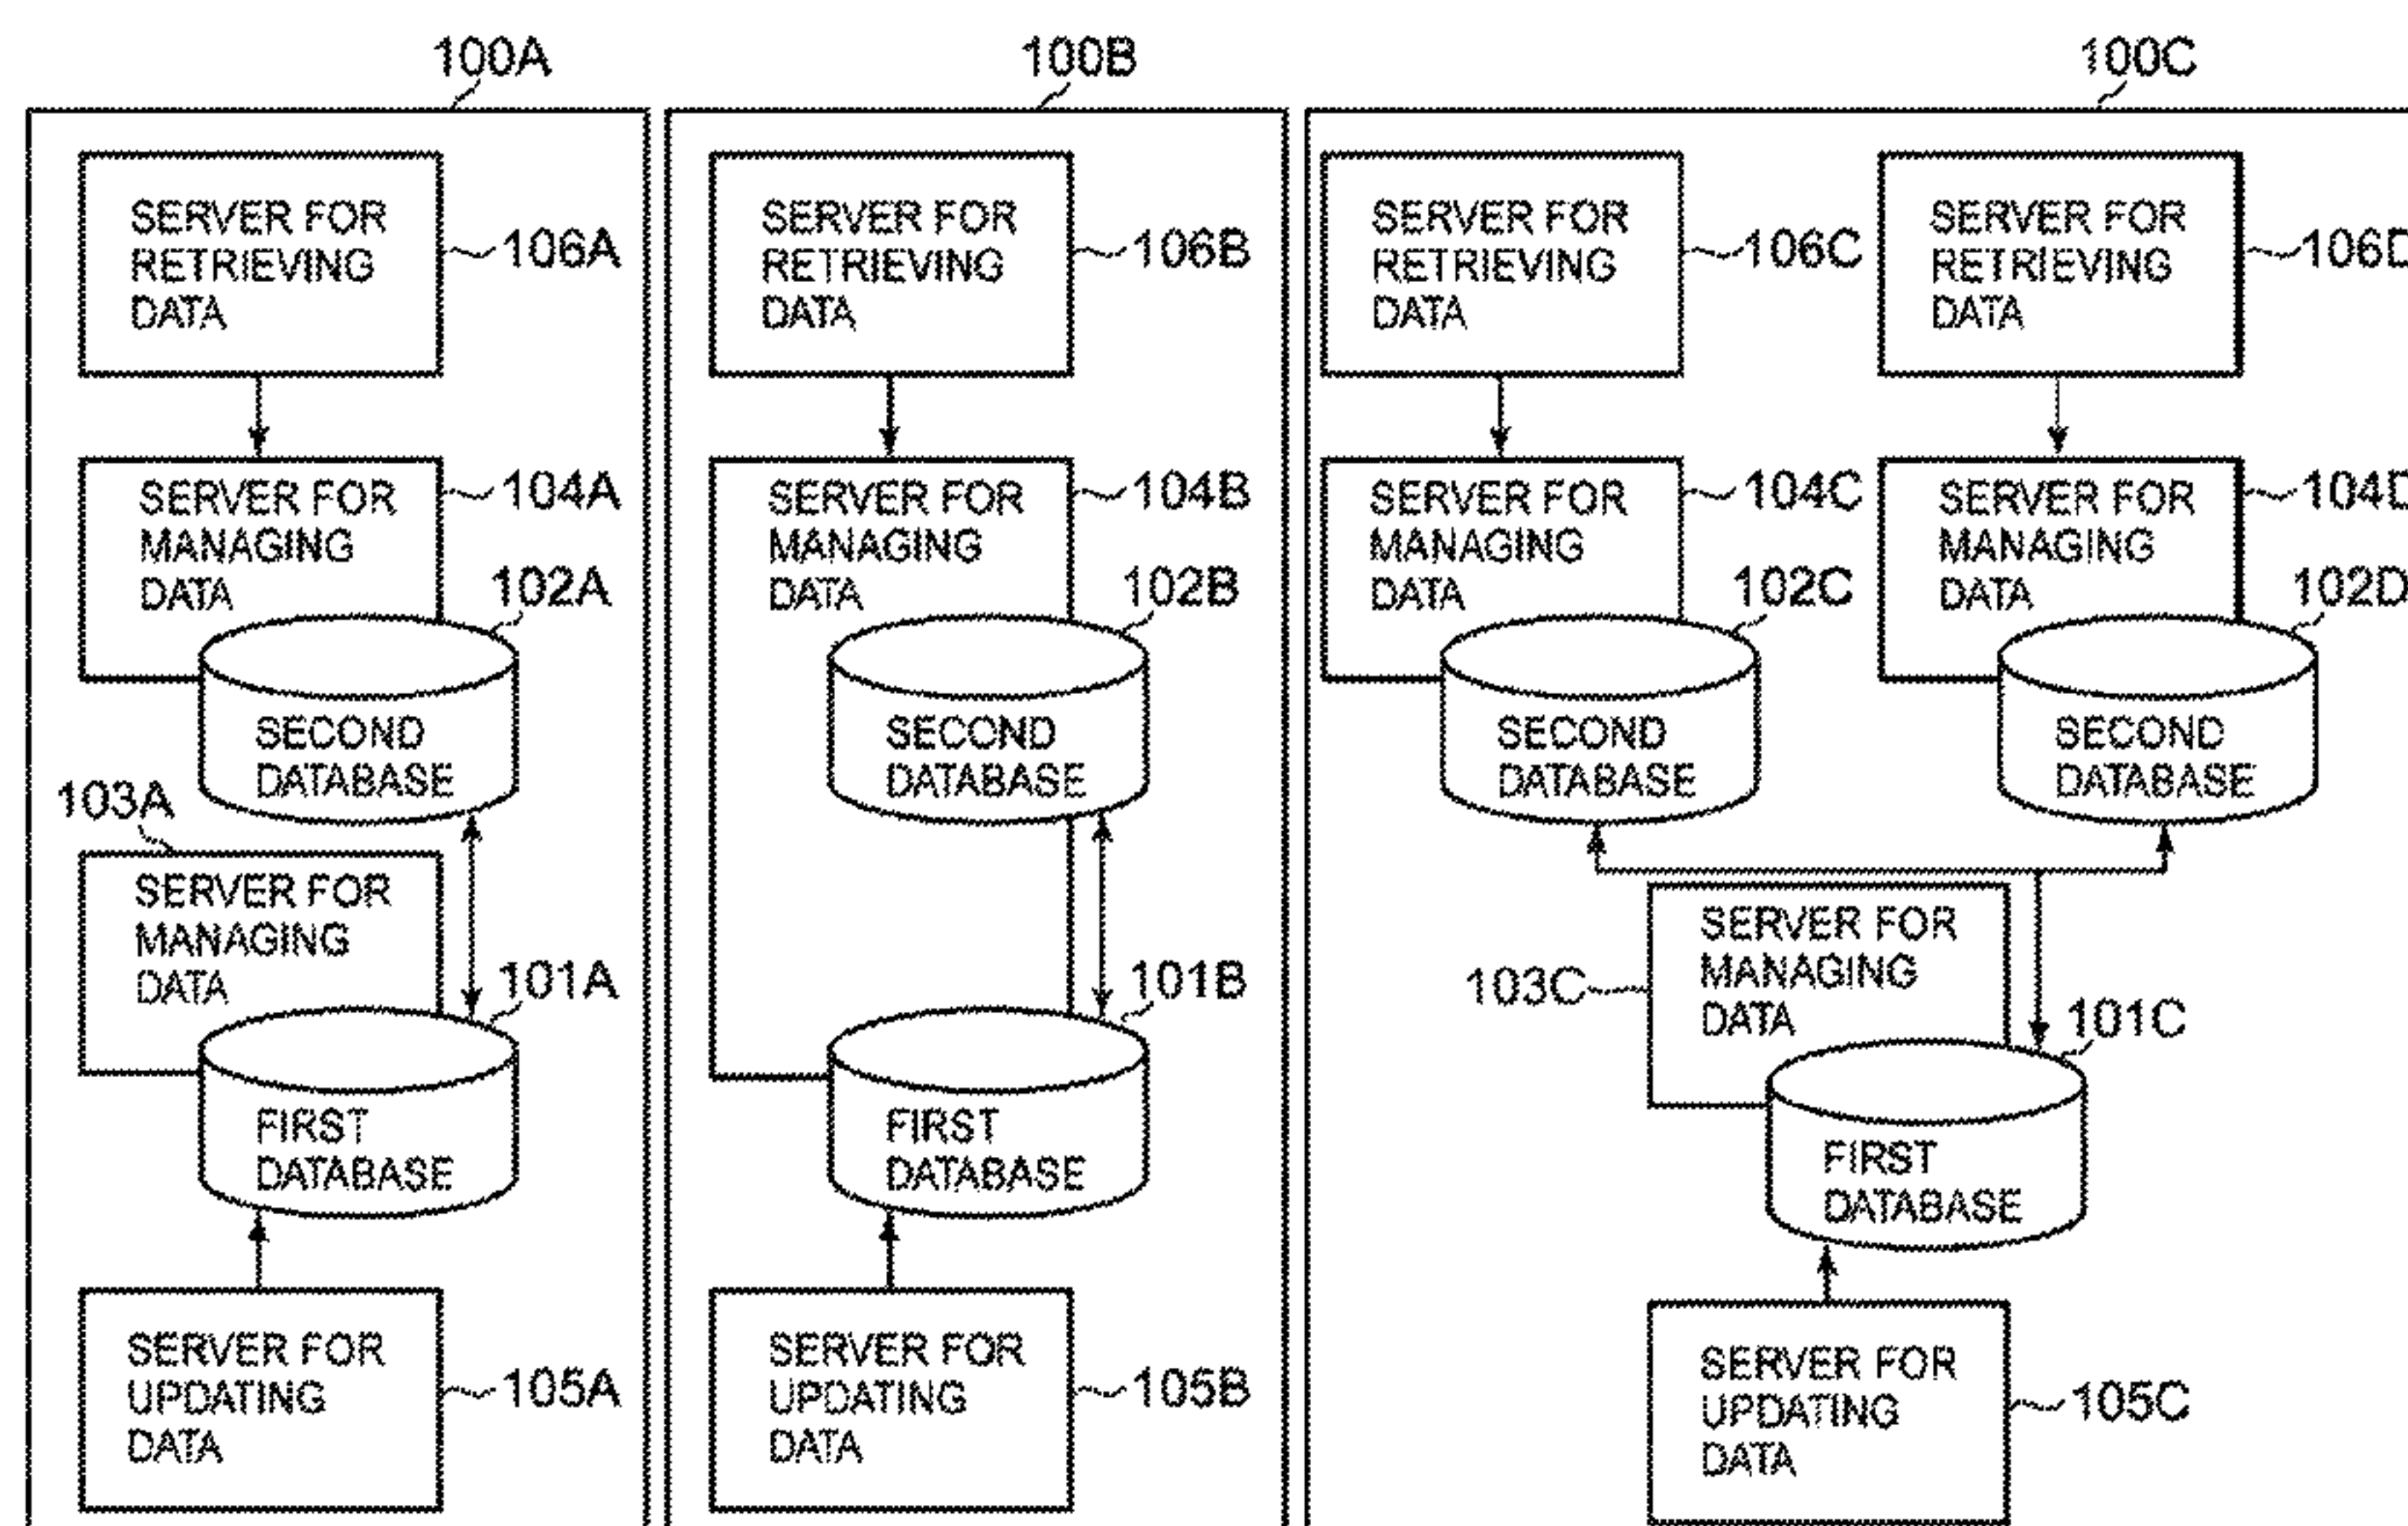 100A
100B
100C
SERVER FOR
RETRIEVING
DATA
106A
SERVER FOR
RETRIEVING
DATA
106B
SERVER FOR
RETRIEVING
DATA
106C
SERVER FOR
RETRIEVING
DATA
106D
SERVER FOR
MANAGING
DATA
104A
SERVER FOR
MANAGING
DATA
104B
SERVER FOR
MANAGING
DATA
104C
SERVER FOR
MANAGING
DATA
104D
102A
102B
102C
102D
SECOND
DATABASE
SECOND
DATABASE
SECOND
DATABASE
SECOND
DATABASE
103A
SERVER FOR
MANAGING
DATA
103C
SERVER FOR
MANAGING
DATA
101A
101B
101C
FIRST
DATABASE
FIRST
DATABASE
FIRST
DATABASE
SERVER FOR
UPDATING
DATA
105A
SERVER FOR
UPDATING
DATA
105B
SERVER FOR
UPDATING
DATA
105C